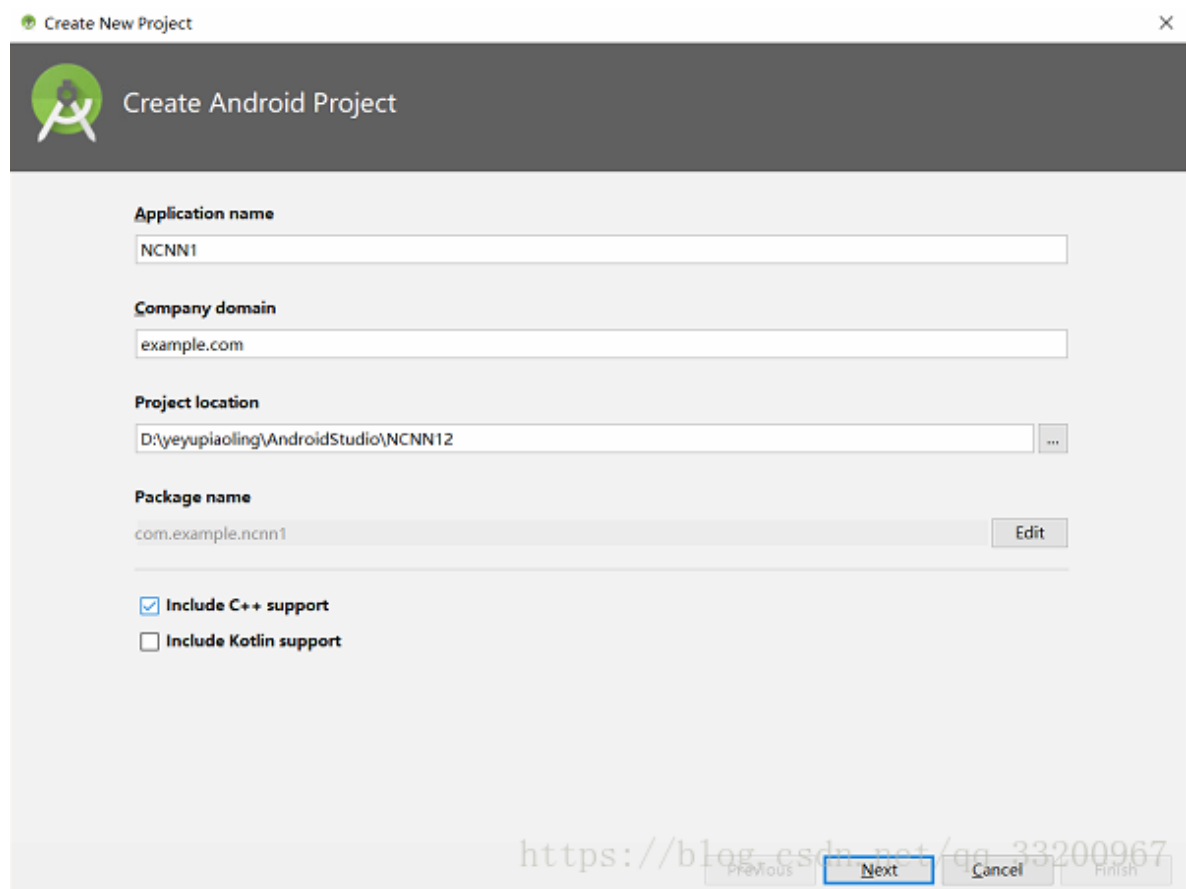 Create New Project
Create Android Project
Application name
NCNN1
Company domain
example.com
Project location
D:\yeyupiaoling\AndroidStudio\NCNN12
...
Package name
com.example.ncnn1
Edit
Include C++ support
Include Kotlin support
https://blog.csdn.net/qq_33200967
Previous Next Cancel Finish